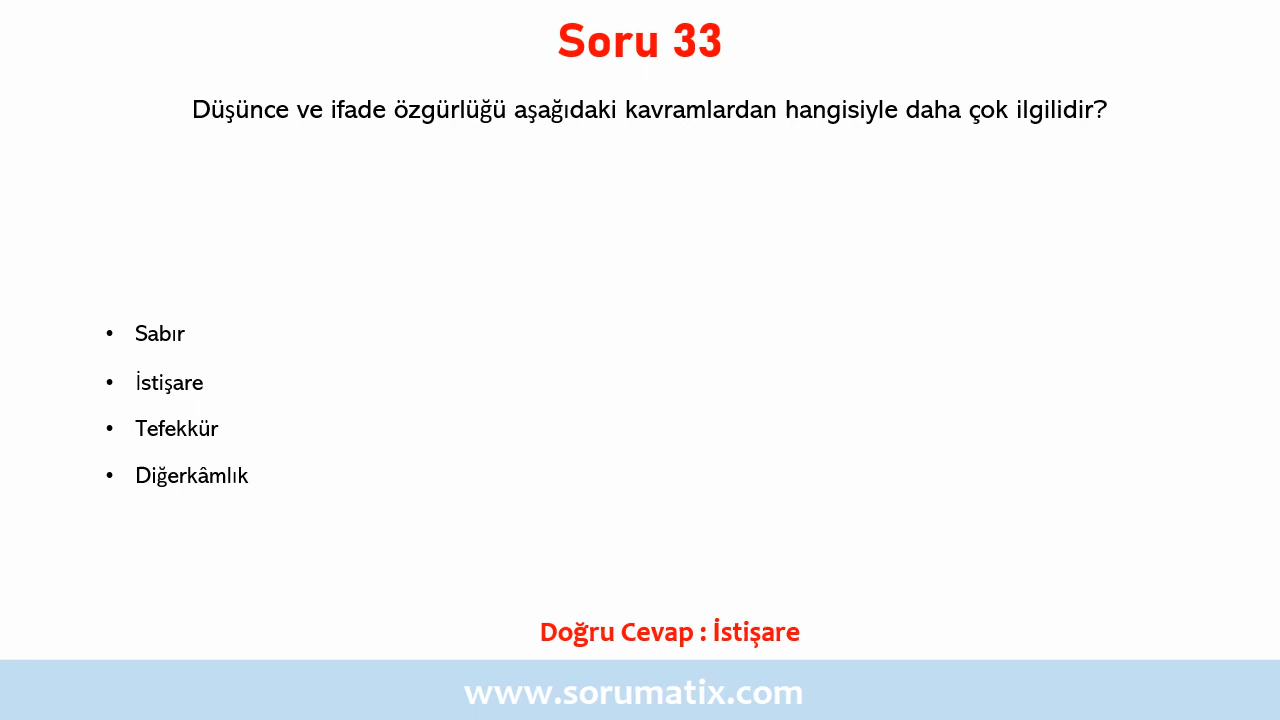 Soru 33
Düşünce ve ifade özgürlüğü aşağıdaki kavramlardan hangisiyle daha çok ilgilidir?
• Sabır
• İstişare
• Tefekkür
• Diğerkâmlık
Doğru Cevap : İstişare
www.sorumatix.com